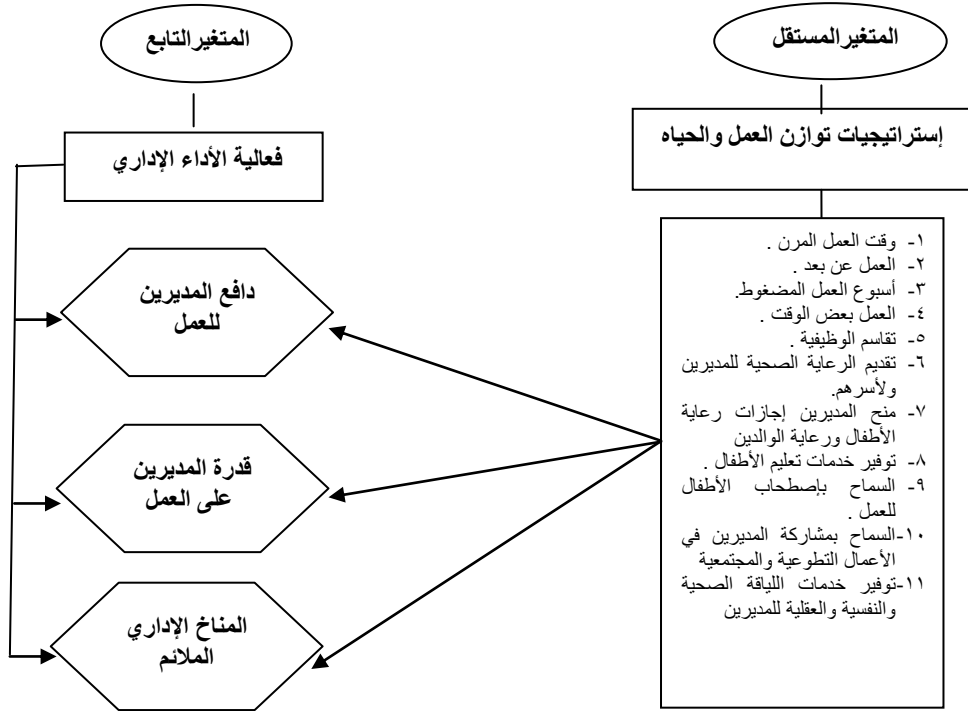 المتغير المستقل
إستراتيجيات توازن العمل والحياه
١- وقت العمل المرن .
٢- العمل عن بعد .
٣- أسبوع العمل المضغوط.
٤- العمل بعض الوقت .
٥- تقاسم الوظيفية .
٦- تقديم الرعاية الصحية للمديرين
ولأسرهم.
٧- منح المديرين إجازات رعاية
الأطفال ورعاية الوالدين
٨- توفير خدمات تعليم الأطفال .
٩- السماح بإصطحاب الأطفال
للعمل .
١٠-السماح بمشاركة المديرين في
الأعمال التطوعية والمجتمعية
١١-توفير خدمات اللياقة الصحية
والنفسية والعقلية للمديرين
المتغير التابع
فعالية الأداء الإداري
دافع المديرين
للعمل
قدرة المديرين
على العمل
المناخ الإداري
الملائم